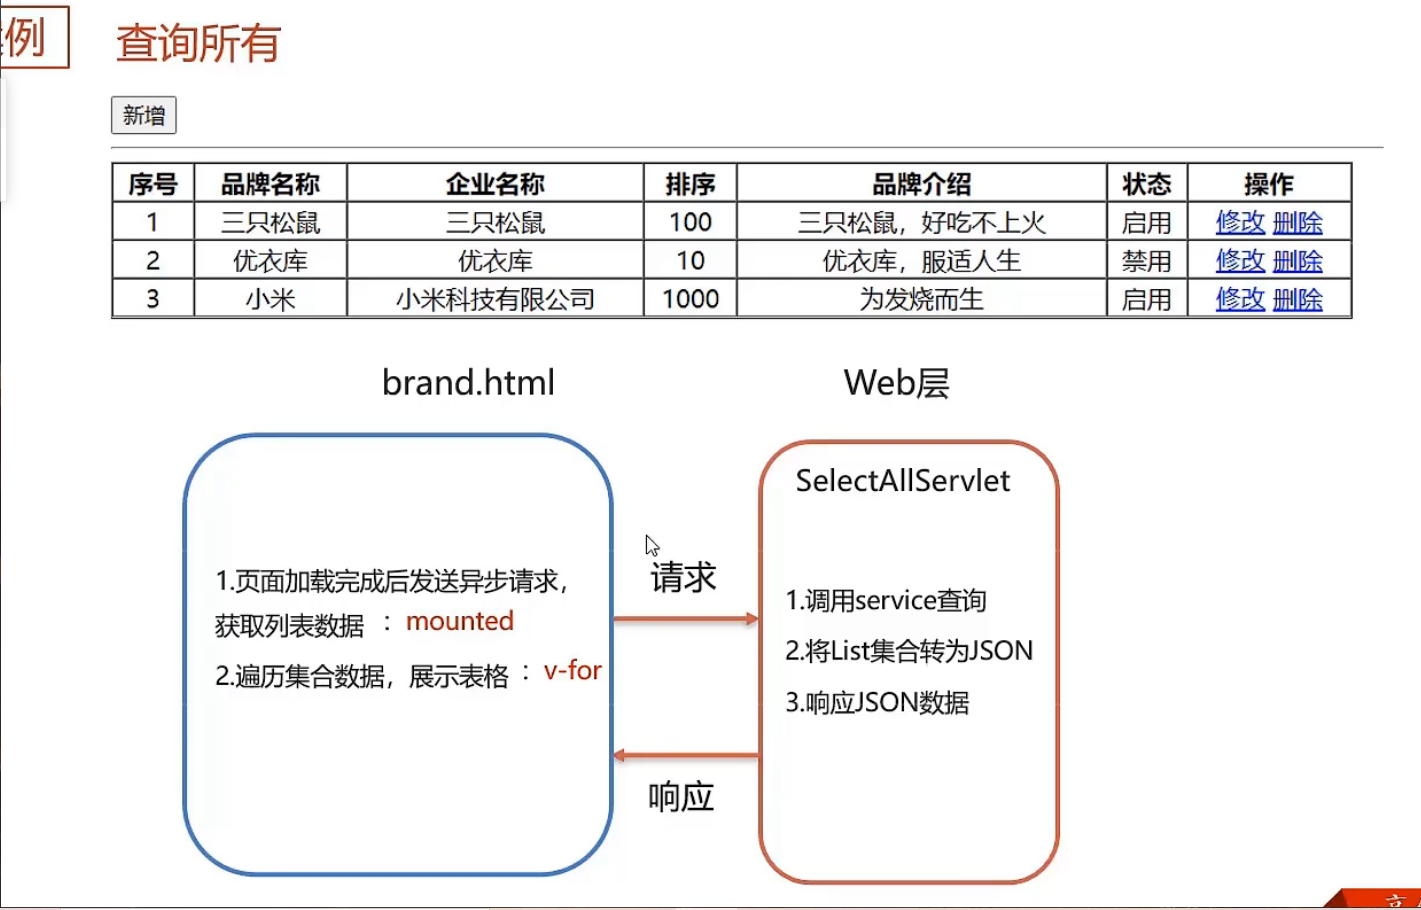 例
查询所有
新增
序号 品牌名称 企业名称 排序 品牌介绍 状态 操作
1 三只松鼠 三只松鼠 100 三只松鼠，好吃不上火 启用 修改 删除
2 优衣库 优衣库 10 优衣库，服适人生 禁用 修改 删除
3 小米 小米科技有限公司 1000 为发烧而生 启用 修改 删除
brand.html
1.页面加载完成后发送异步请求，
获取列表数据 ：mounted
2.遍历集合数据，展示表格：v-for
请求
响应
Web层
SelectAllServlet
1.调用service查询
2.将List集合转为JSON
3.响应JSON数据